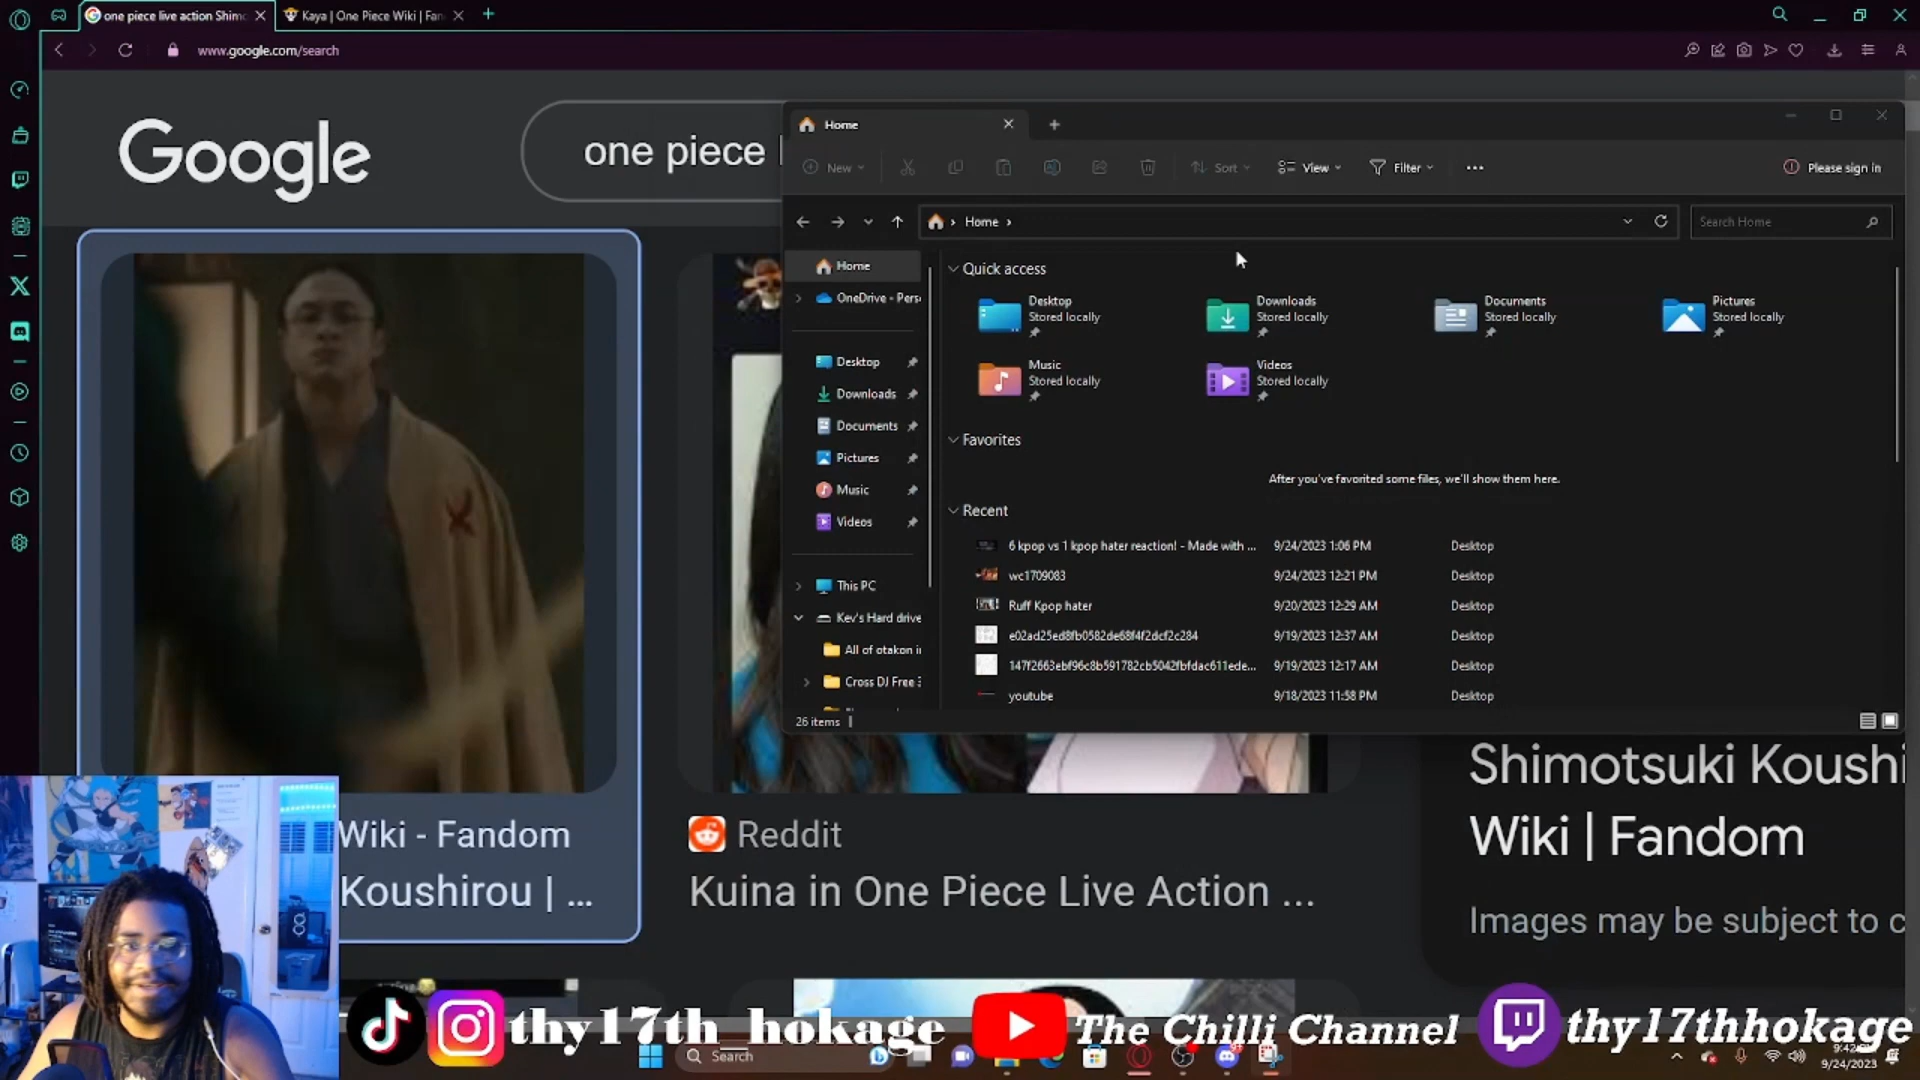 one piece live action Shimo
Kaya | One Piece Wiki | Fan
www.google.com/search
Google
one piece
Home
New
Sort
View
Filter
Please sign in
Home
Search Home
Home
OneDrive - Pers
Desktop
Downloads
Documents
Pictures
Music
Videos
This PC
Kev's Hard drive
All of otakon i
Cross DJ Free
26 items
Quick access
Desktop
Stored locally
Downloads
Stored locally
Documents
Stored locally
Pictures
Stored locally
Music
Stored locally
Videos
Stored locally
Favorites
After you've favorited some files, we'll show them here.
Recent
6 kpop vs 1 kpop hater reaction! - Made with ... 9/24/2023 1:06 PM Desktop
wc1709083 9/24/2023 12:21 PM Desktop
Ruff Kpop hater 9/20/2023 12:29 AM Desktop
e02ad25ed8fb0582de68f4f2dcf2c284 9/19/2023 12:37 AM Desktop
147f2663ebf96c8b591782cb5042fbfdac611ede... 9/19/2023 12:17 AM Desktop
youtube 9/18/2023 11:58 PM Desktop
Wiki - Fandom
Koushirou | ...
Reddit
Kuina in One Piece Live Action ...
Shimotsuki Koushi
Wiki | Fandom
Images may be subject to c
thy17th_hokage
The Chilli Channel
thy17thhokage
Search
9/24/2023